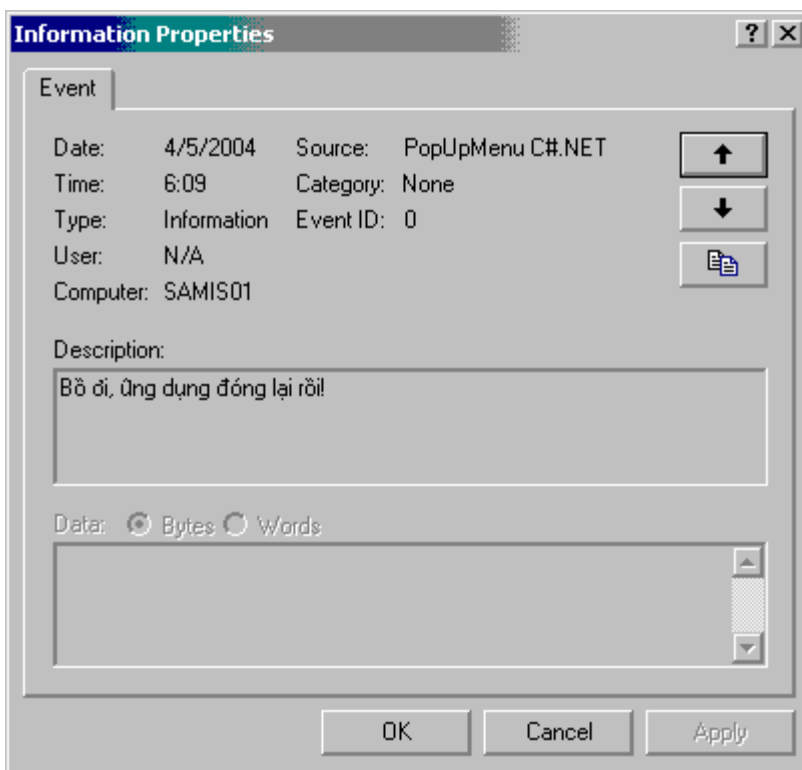 Information Properties
Event
Date: 4/5/2004 Source: PopUpMenu C#.NET
Time: 6:09 Category: None
Type: Information Event ID: 0
User: N/A
Computer: SAMIS01
Description:
Bồ ơi, ứng dụng đóng lại rồi!
Data: Bytes Words
OK Cancel Apply